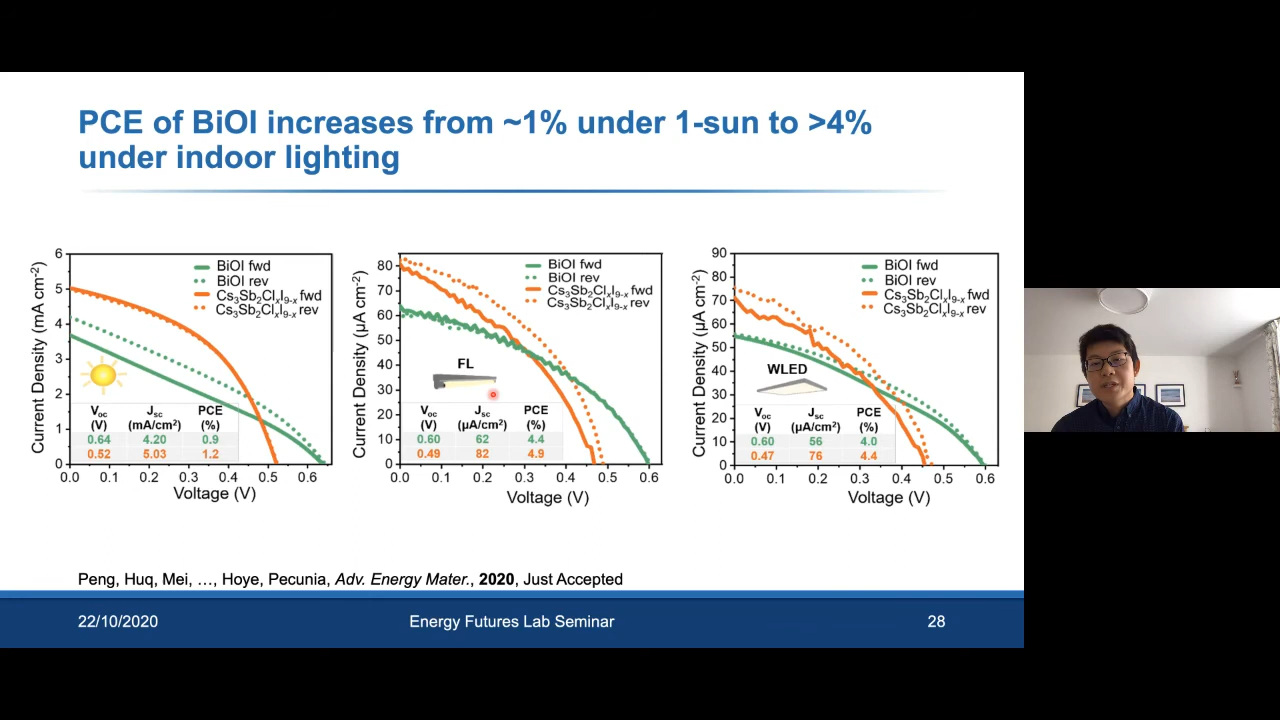 PCE of BiOI increases from ~1% under 1-sun to >4%
under indoor lighting
6
5
4
3
2
1
0
Current Density (mA cm-2)
BiOI fwd
BiOI rev
Cs3Sb2ClxI9-x fwd
Cs3Sb2ClxI9-x rev
Voc Jsc PCE
(V) (mA/cm2) (%)
0.64 4.20 0.9
0.52 5.03 1.2
0.0 0.1 0.2 0.3 0.4 0.5 0.6
Voltage (V)
80
70
60
50
40
30
20
10
0
Current Density (µA cm-2)
BiOI fwd
BiOI rev
Cs3Sb2ClxI9-x fwd
Cs3Sb2ClxI9-x rev
FL
Voc Jsc PCE
(V) (µA/cm2) (%)
0.60 62 4.4
0.49 82 4.9
0.0 0.1 0.2 0.3 0.4 0.5 0.6
Voltage (V)
90
80
70
60
50
40
30
20
10
0
Current Density (µA cm-2)
BiOI fwd
BiOI rev
Cs3Sb2ClxI9-x fwd
Cs3Sb2ClxI9-x rev
WLED
Voc Jsc PCE
(V) (µA/cm2) (%)
0.60 56 4.0
0.47 76 4.4
0.0 0.1 0.2 0.3 0.4 0.5 0.6
Voltage (V)
Peng, Huq, Mei, …, Hoye, Pecunia, Adv. Energy Mater., 2020, Just Accepted
22/10/2020 Energy Futures Lab Seminar 28